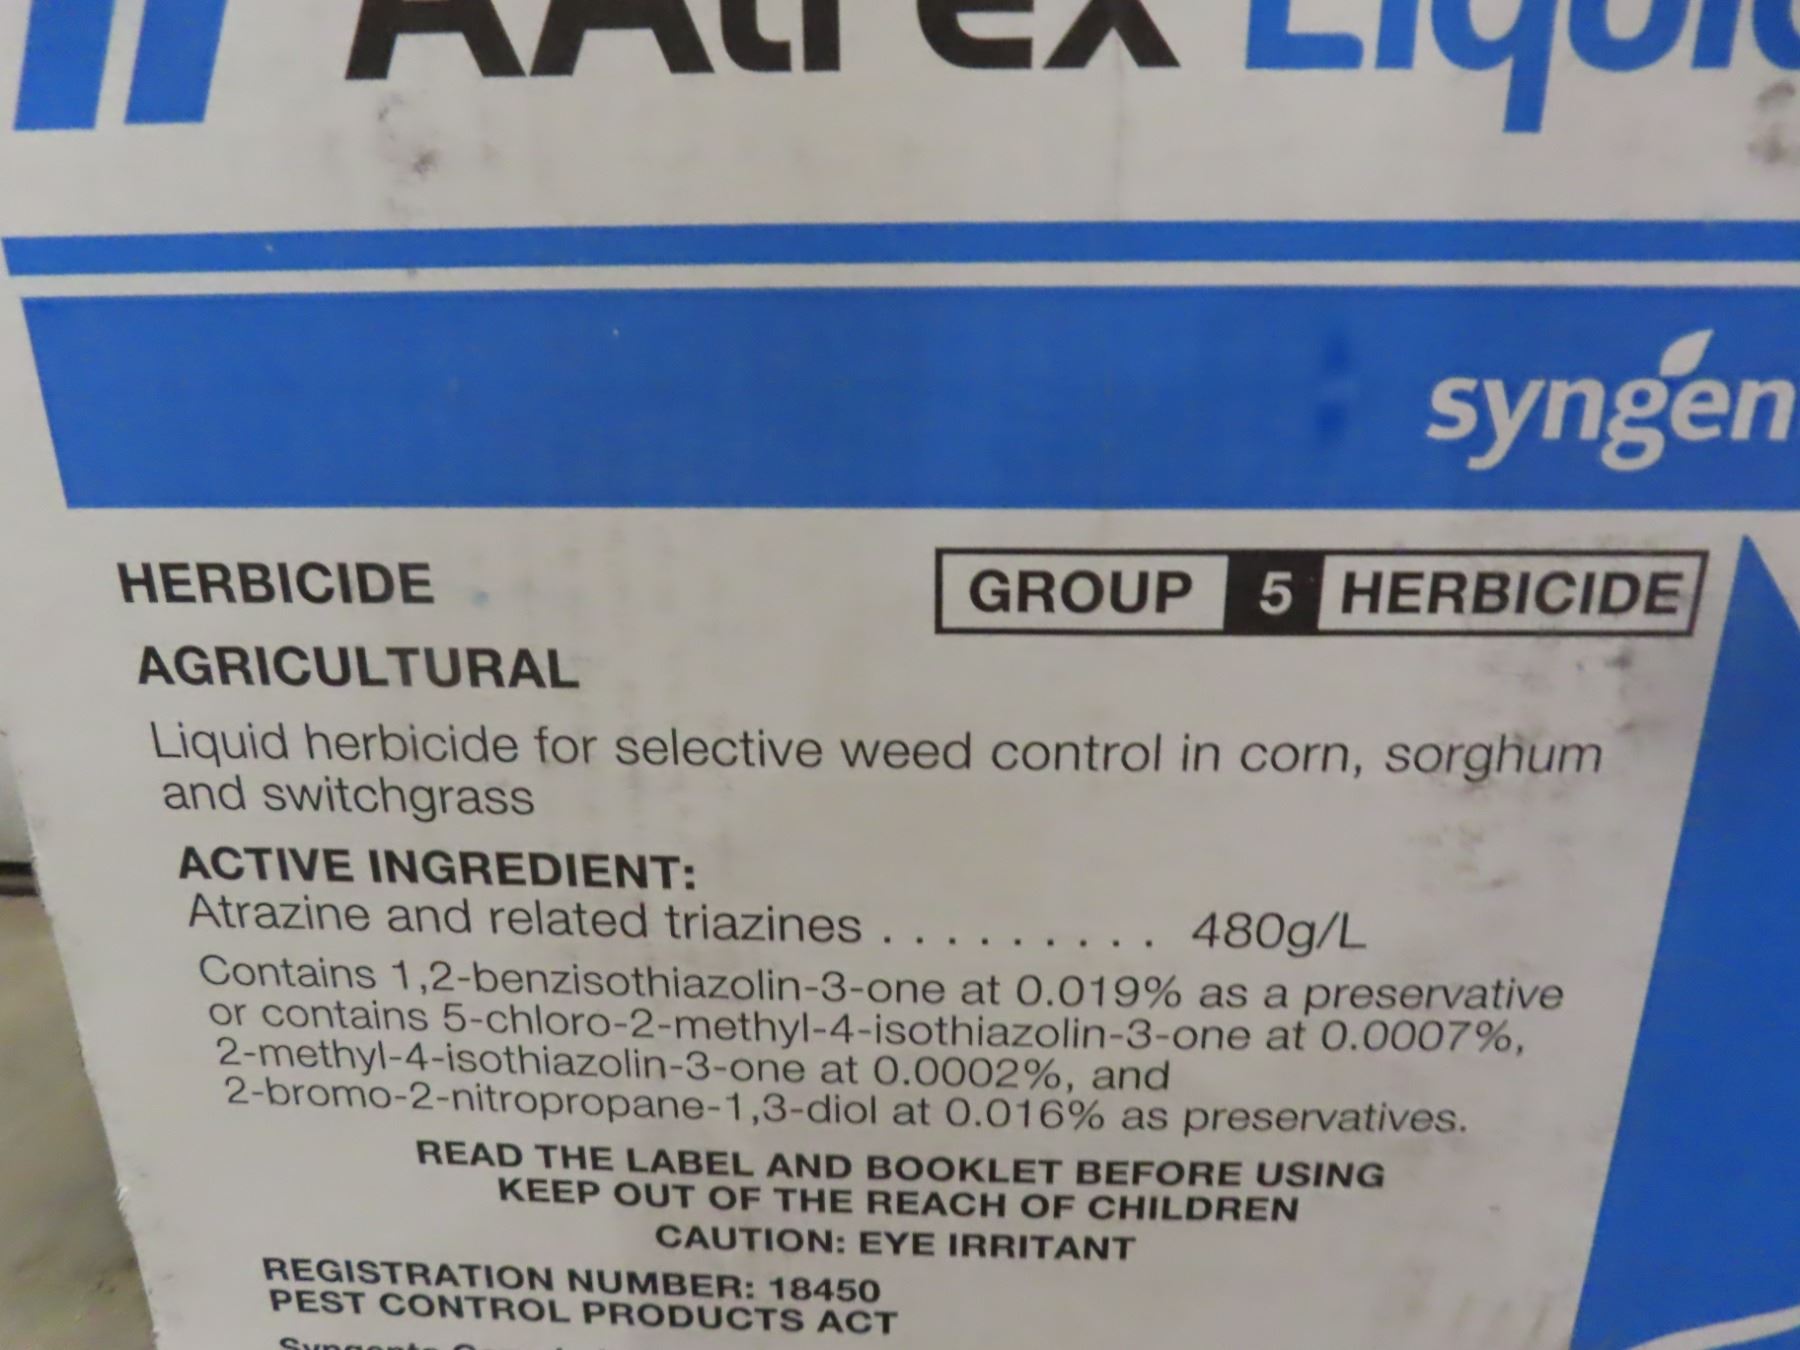 AAtrex Liquid
syngen
HERBICIDE
GROUP 5 HERBICIDE
AGRICULTURAL
Liquid herbicide for selective weed control in corn, sorghum
and switchgrass
ACTIVE INGREDIENT:
Atrazine and related triazines . . . . . . . . . 480g/L
Contains 1,2-benzisothiazolin-3-one at 0.019% as a preservative
or contains 5-chloro-2-methyl-4-isothiazolin-3-one at 0.0007%,
2-methyl-4-isothiazolin-3-one at 0.0002%, and
2-bromo-2-nitropropane-1,3-diol at 0.016% as preservatives.
READ THE LABEL AND BOOKLET BEFORE USING
KEEP OUT OF THE REACH OF CHILDREN
CAUTION: EYE IRRITANT
REGISTRATION NUMBER: 18450
PEST CONTROL PRODUCTS ACT